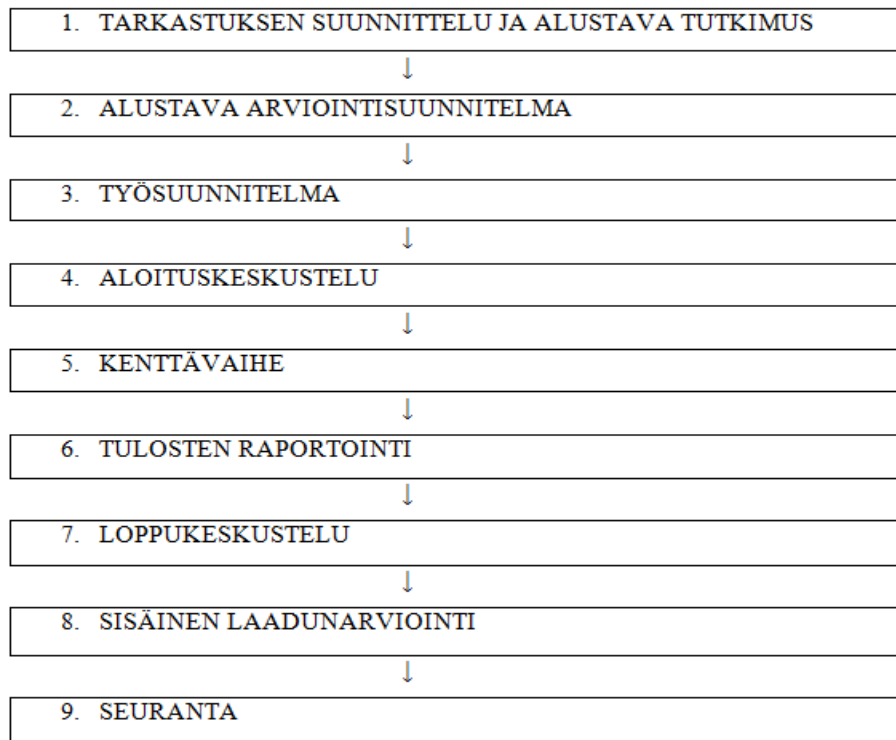 1. TARKASTUKSEN SUUNNITTELU JA ALUSTAVA TUTKIMUS
↓
2. ALUSTAVA ARVIOINTISUUNNITELMA
↓
3. TYÖSUUNNITELMA
↓
4. ALOITUSKESKUSTELU
↓
5. KENTTÄVAIHE
↓
6. TULOSTEN RAPORTOINTI
↓
7. LOPPUKESKUSTELU
↓
8. SISÄINEN LAADUNARVIOINTI
↓
9. SEURANTA